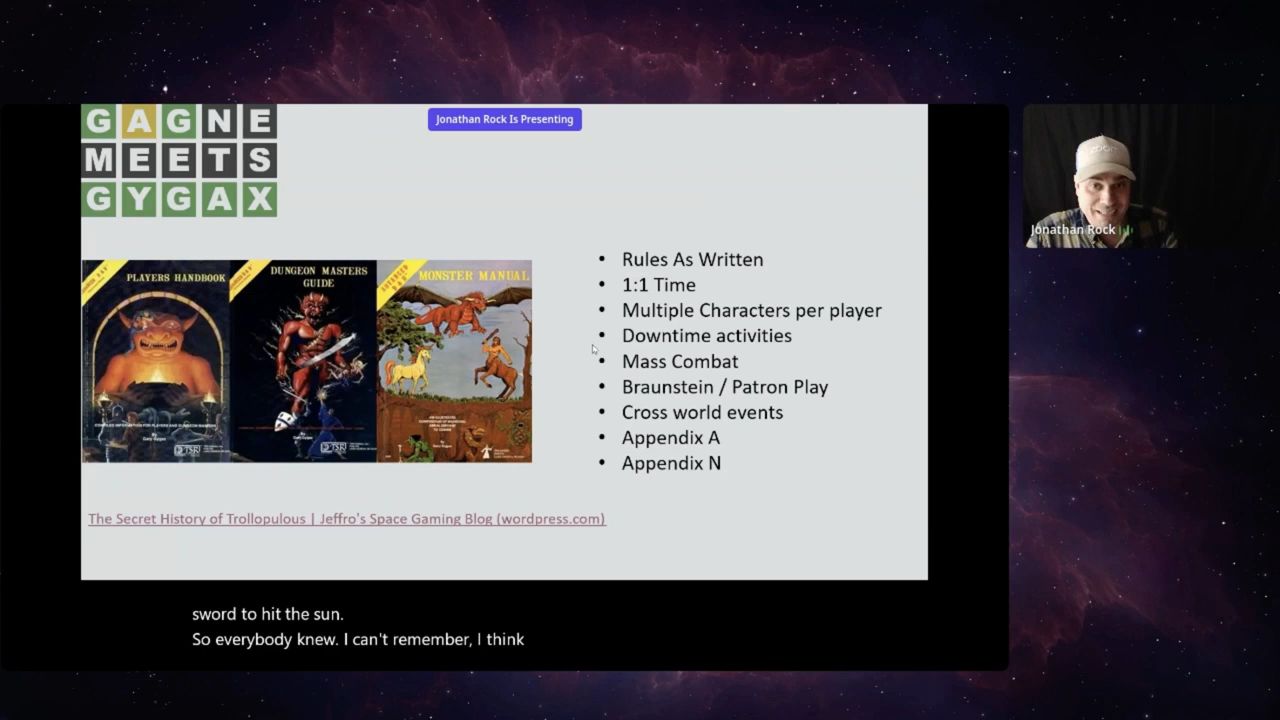 GAGNE
MEETS
GYGAX
Jonathan Rock Is Presenting
PLAYERS HANDBOOK
DUNGEON MASTERS
GUIDE
MONSTER MANUAL
• Rules As Written
• 1:1 Time
• Multiple Characters per player
• Downtime activities
• Mass Combat
• Braunstein / Patron Play
• Cross world events
• Appendix A
• Appendix N
The Secret History of Trollopulous | Jeffro's Space Gaming Blog (wordpress.com)
Jonathan Rock
sword to hit the sun.
So everybody knew. I can't remember, I think